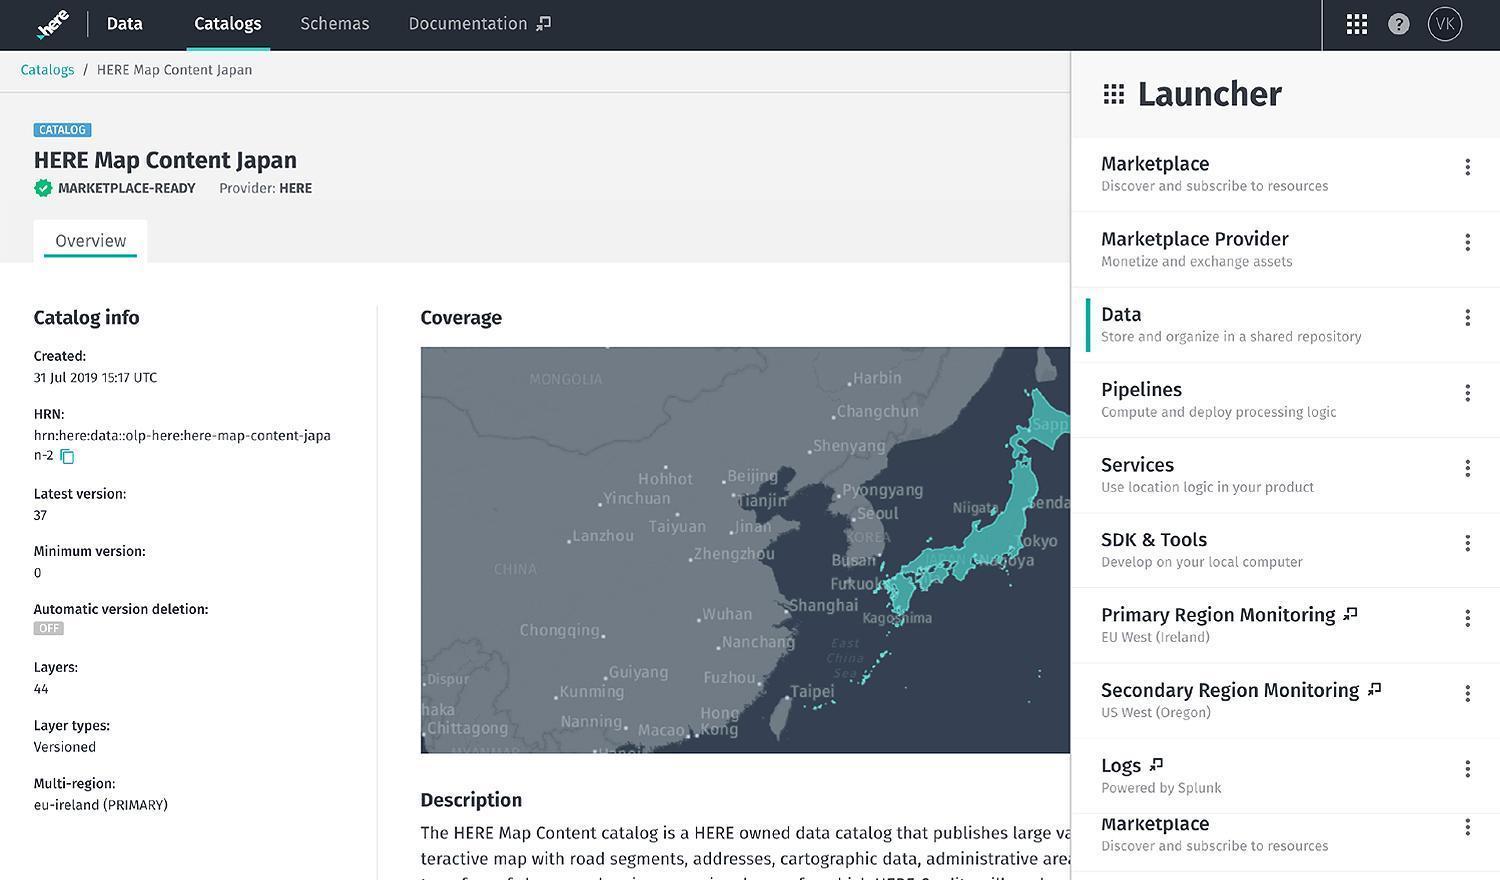 here
Data
Catalogs
Schemas
Documentation
?
VK
Catalogs / HERE Map Content Japan
CATALOG
HERE Map Content Japan
MARKETPLACE-READY Provider: HERE
Overview
Catalog info
Created:
31 Jul 2019 15:17 UTC
HRN:
hrn:here:data::olp-here:here-map-content-japa
n-2
Latest version:
37
Minimum version:
0
Automatic version deletion:
OFF
Layers:
44
Layer types:
Versioned
Multi-region:
eu-ireland (PRIMARY)
Coverage
MONGOLIA
Harbin
Changchun
Shenyang
Sapp
Hohhot
Beijing
Yinchuan
Tianjin
Pyongyang
Seoul
Niigata
Senda
Taiyuan
Jinan
Lanzhou
KOREA
Tokyo
Zhengzhou
Busan
JAPAN
Nagoya
CHINA
Fukuok
Shanghai
Kagoshima
Wuhan
Chongqing
Nanchang
East
China
Sea
Guiyang
Dispur
Fuzhou
Kunming
Taipei
haka
Chittagong
Nanning
Macao
Hong
Kong
MYANMAR
Hanoi
Description
The HERE Map Content catalog is a HERE owned data catalog that publishes large va
teractive map with road segments, addresses, cartographic data, administrative area
Launcher
Marketplace
Discover and subscribe to resources
Marketplace Provider
Monetize and exchange assets
Data
Store and organize in a shared repository
Pipelines
Compute and deploy processing logic
Services
Use location logic in your product
SDK & Tools
Develop on your local computer
Primary Region Monitoring
EU West (Ireland)
Secondary Region Monitoring
US West (Oregon)
Logs
Powered by Splunk
Marketplace
Discover and subscribe to resources